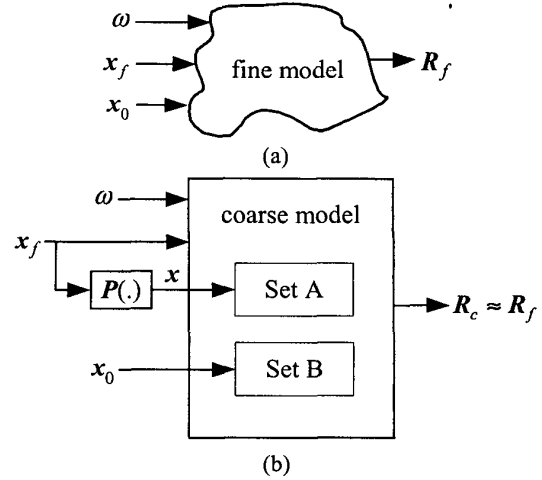 ω
x_f
fine model
R_f
x_0
(a)
ω
coarse model
x_f
P(.)
x
Set A
R_c ≈ R_f
x_0
Set B
(b)